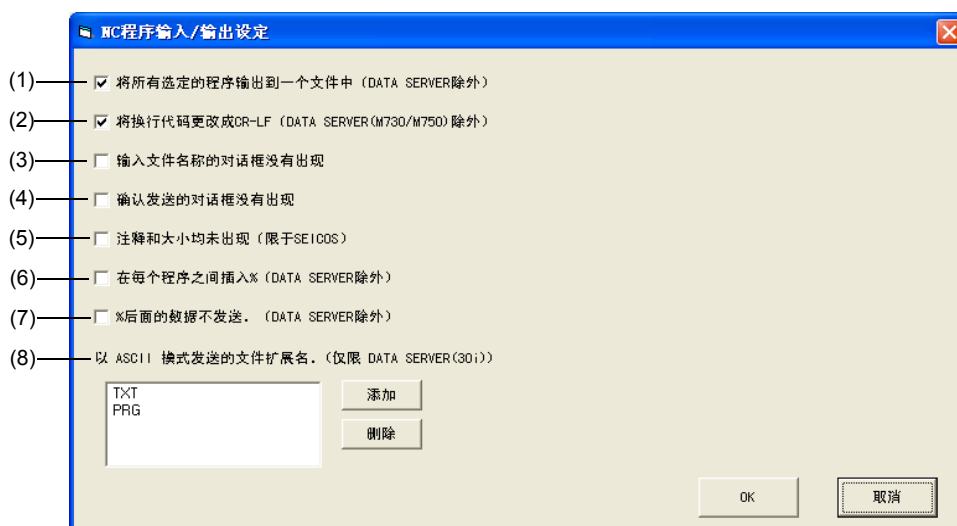 NC程序输入/输出设定
(1) 将所有选定的程序输出到一个文件中（DATA SERVER除外）
(2) 将换行代码更改成CR-LF（DATA SERVER(M730/M750)除外）
(3) 输入文件名称的对话框没有出现
(4) 确认发送的对话框没有出现
(5) 注释和大小均未出现（限于SEICOS）
(6) 在每个程序之间插入%（DATA SERVER除外）
(7) %后面的数据不发送．（DATA SERVER除外）
(8) 以 ASCII 换式发送的文件扩展名．(仅限 DATA SERVER(30i))
TXT
PRG
添加
删除
OK
取消